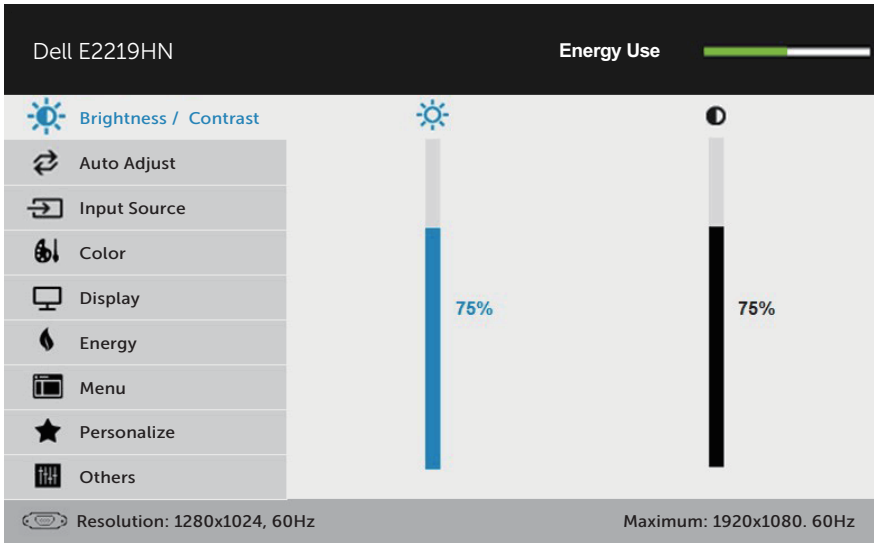 Dell E2219HN
Energy Use
Brightness / Contrast
Auto Adjust
Input Source
Color
Display
Energy
Menu
Personalize
Others
75%
75%
Resolution: 1280x1024, 60Hz
Maximum: 1920x1080. 60Hz